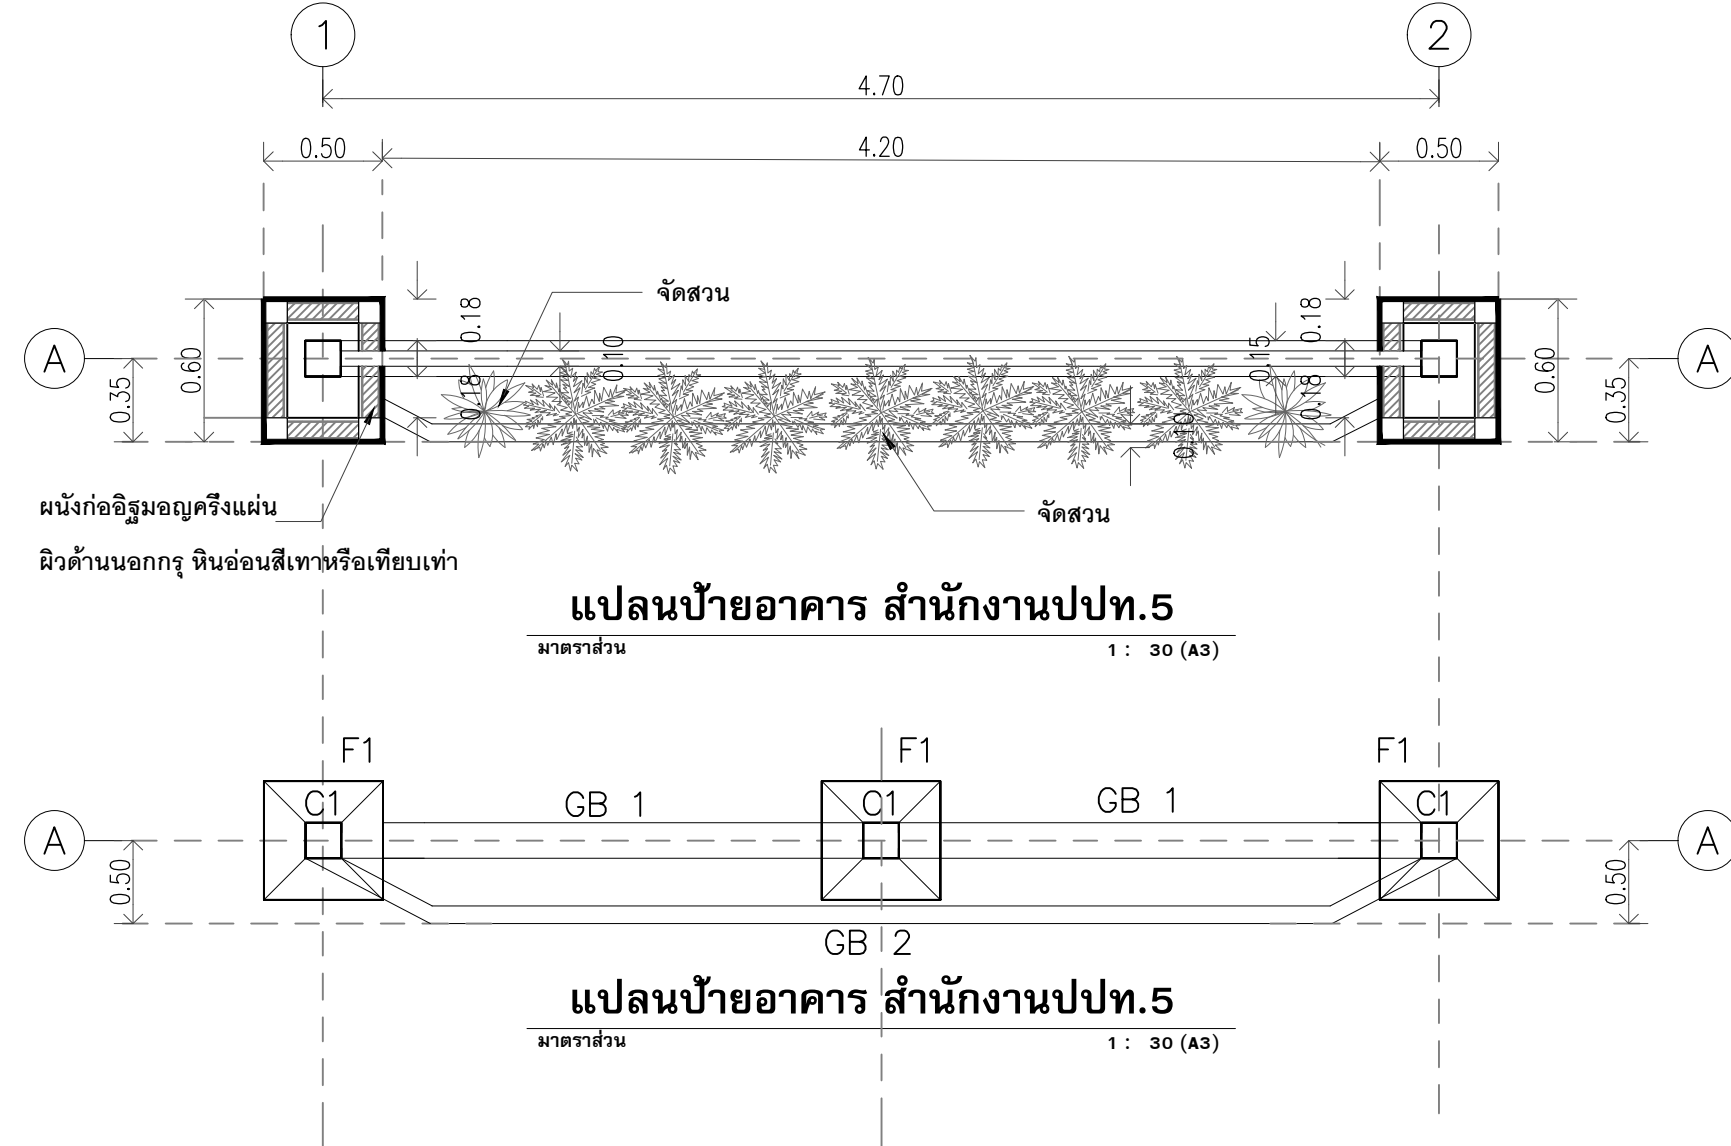 1
2
4.70
0.50
4.20
0.50
จัดสวน
0.18
0.18
0.10
0.15
0.18
0.18
0.10
A
A
0.60
0.35
0.60
0.35
ผนังก่ออิฐมอญครึ่งแผ่น
จัดสวน
ผิวด้านนอกกรุ หินอ่อนสีเทาหรือเทียบเท่า
แปลนป้ายอาคาร สำนักงานปปท.5
มาตราส่วน 1 : 30 (A3)
F1 F1 F1
C1 GB 1 C1 GB 1 C1
A
A
0.50
0.50
GB 2
แปลนป้ายอาคาร สำนักงานปปท.5
มาตราส่วน 1 : 30 (A3)